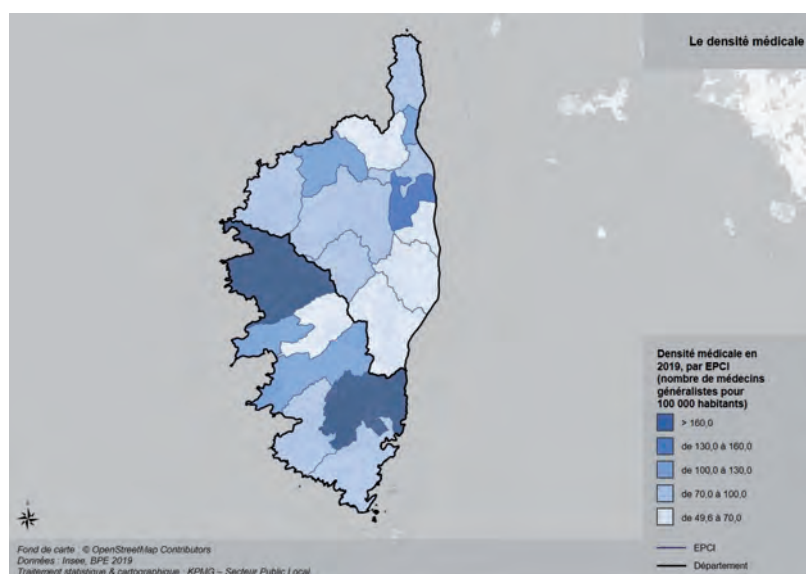 Le densité médicale
Densité médicale en
2019, par EPCI
(nombre de médecins
généralistes pour
100 000 habitants)
> 160,0
de 130,0 à 160,0
de 100,0 à 130,0
de 70,0 à 100,0
de 49,6 à 70,0
EPCI
Département
Fond de carte : © OpenStreetMap Contributors
Données : Insee, BPE 2019
Traitement statistique & cartographique : KPMG – Secteur Public Local.